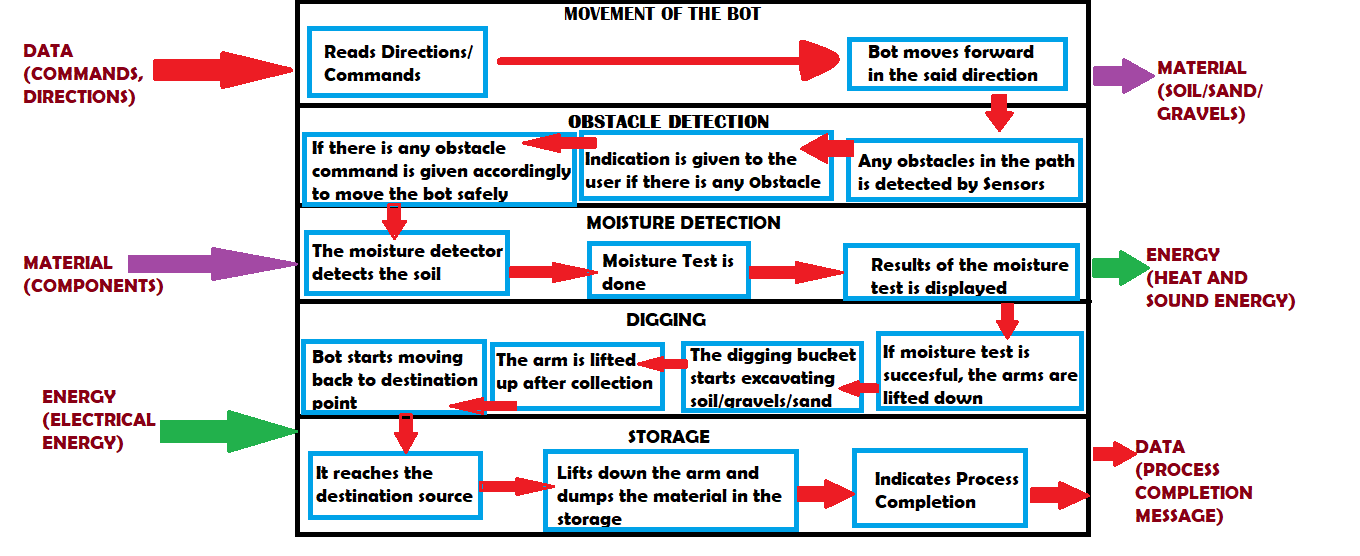 MOVEMENT OF THE BOT
DATA
(COMMANDS,
DIRECTIONS)
Reads Directions/
Commands
Bot moves forward
in the said direction
MATERIAL
(SOIL/SAND/
GRAVELS)
OBSTACLE DETECTION
If there is any obstacle
command is given accordingly
to move the bot safely
Indication is given to the
user if there is any Obstacle
Any obstacles in the path
is detected by Sensors
MOISTURE DETECTION
MATERIAL
(COMPONENTS)
The moisture detector
detects the soil
Moisture Test is
done
Results of the moisture
test is displayed
ENERGY
(HEAT AND
SOUND ENERGY)
DIGGING
Bot starts moving
back to destination
point
The arm is lifted
up after collection
The digging bucket
starts excavating
soil/gravels/sand
If moisture test is
succesful, the arms are
lifted down
ENERGY
(ELECTRICAL
ENERGY)
STORAGE
It reaches the
destination source
Lifts down the arm and
dumps the material in the
storage
Indicates Process
Completion
DATA
(PROCESS
COMPLETION
MESSAGE)